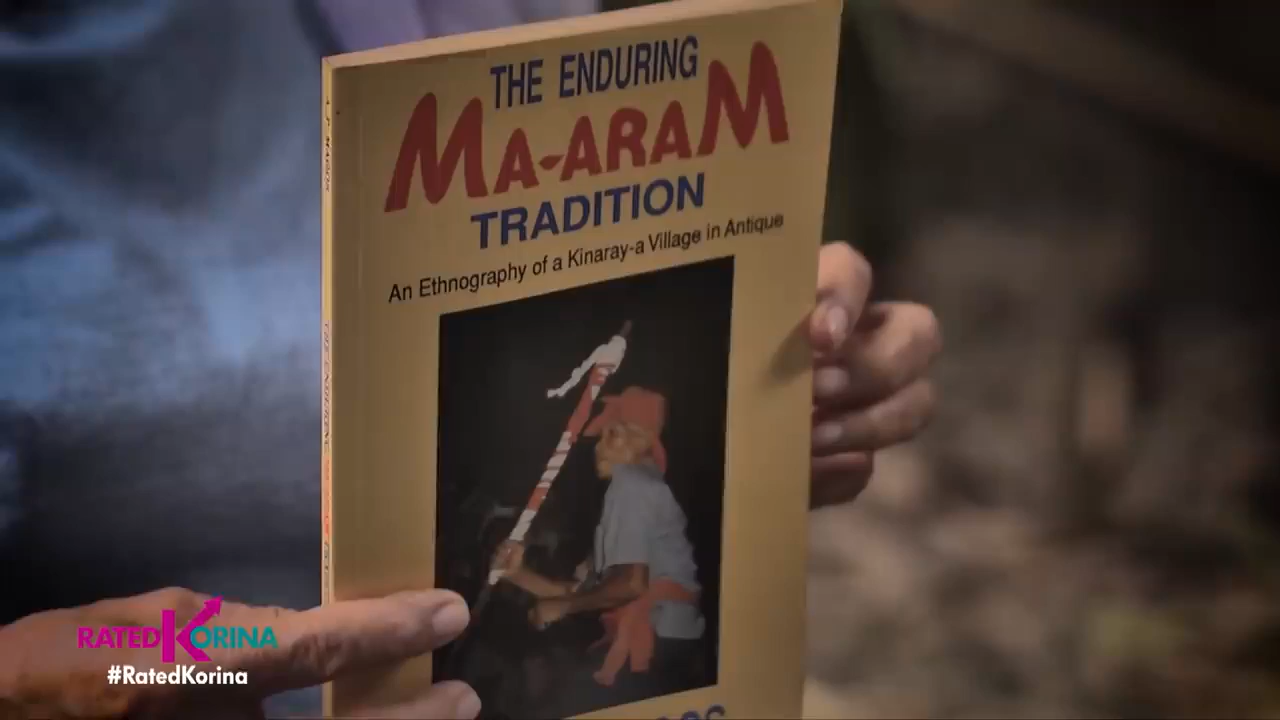 THE ENDURING
MA-ARAM
TRADITION
An Ethnography of a Kinaray-a Village in Antique
RATED KORINA
#RatedKorina